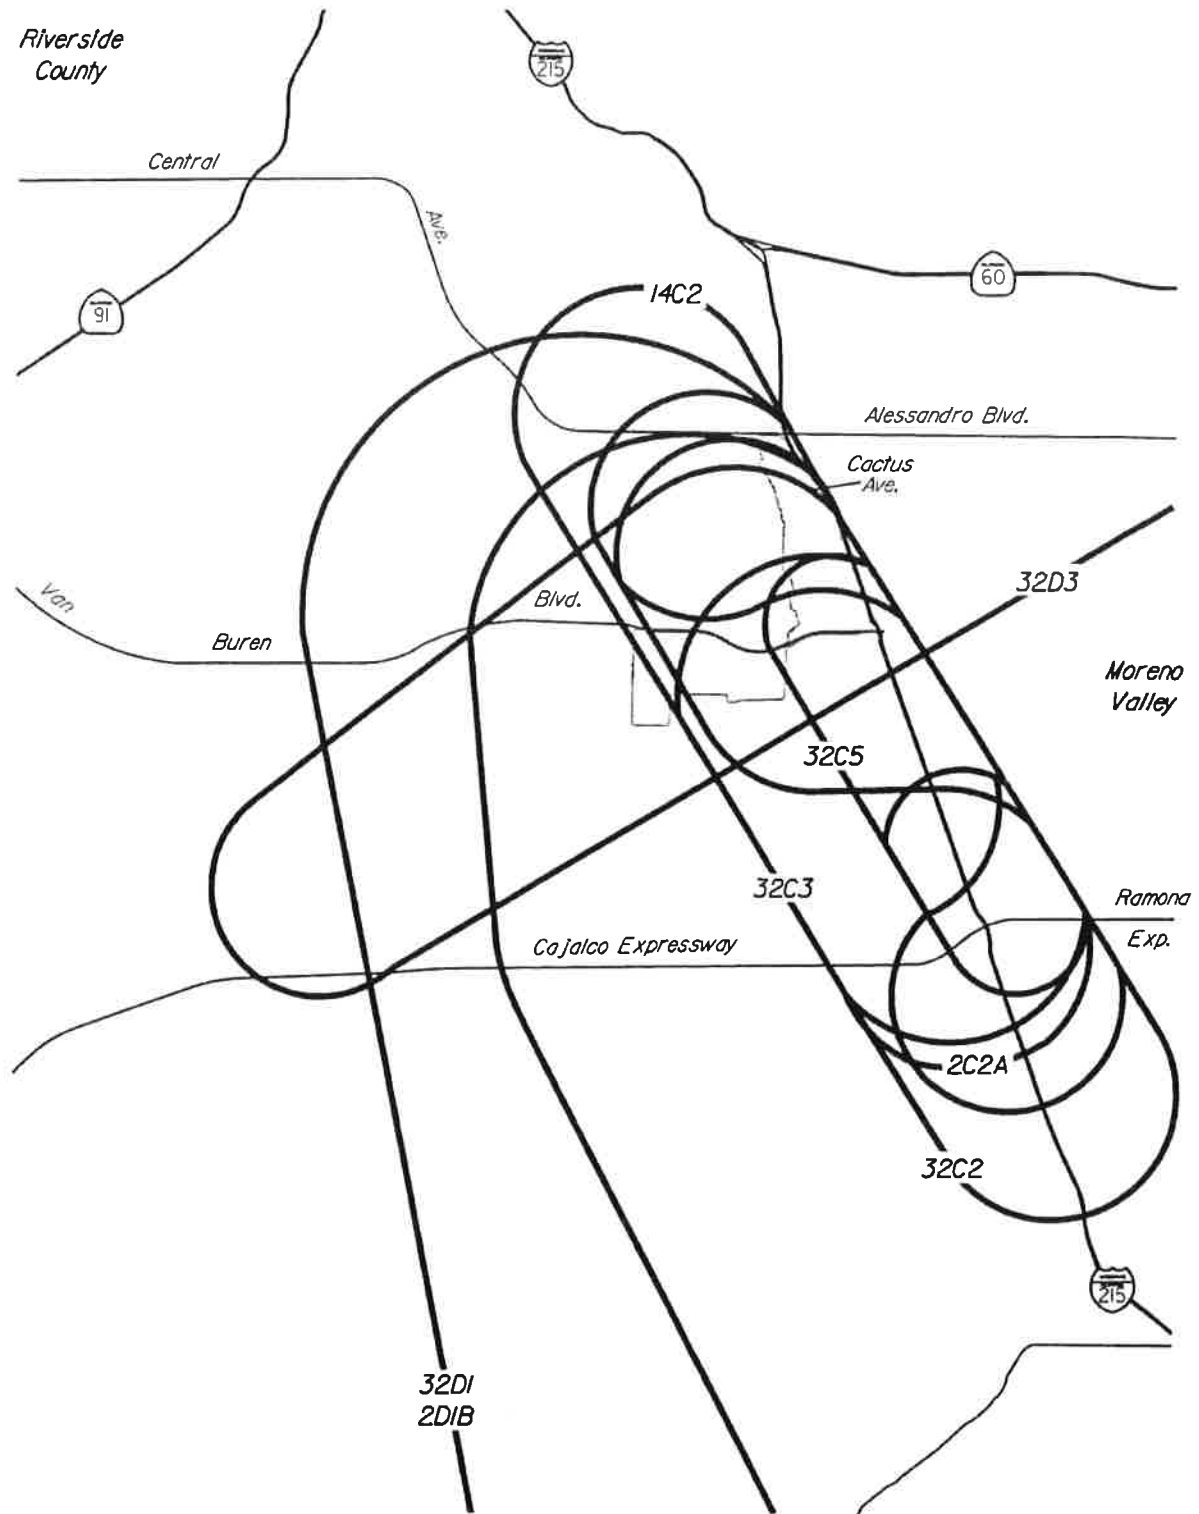 Riverside
County
215
Central
Ave.
60
91
14C2
Alessandro Blvd.
Cactus
Ave.
32D3
Van
Buren
Blvd.
Moreno
Valley
32C5
32C3
Ramona
Exp.
Cajalco Expressway
2C2A
32C2
215
32D1
2D1B